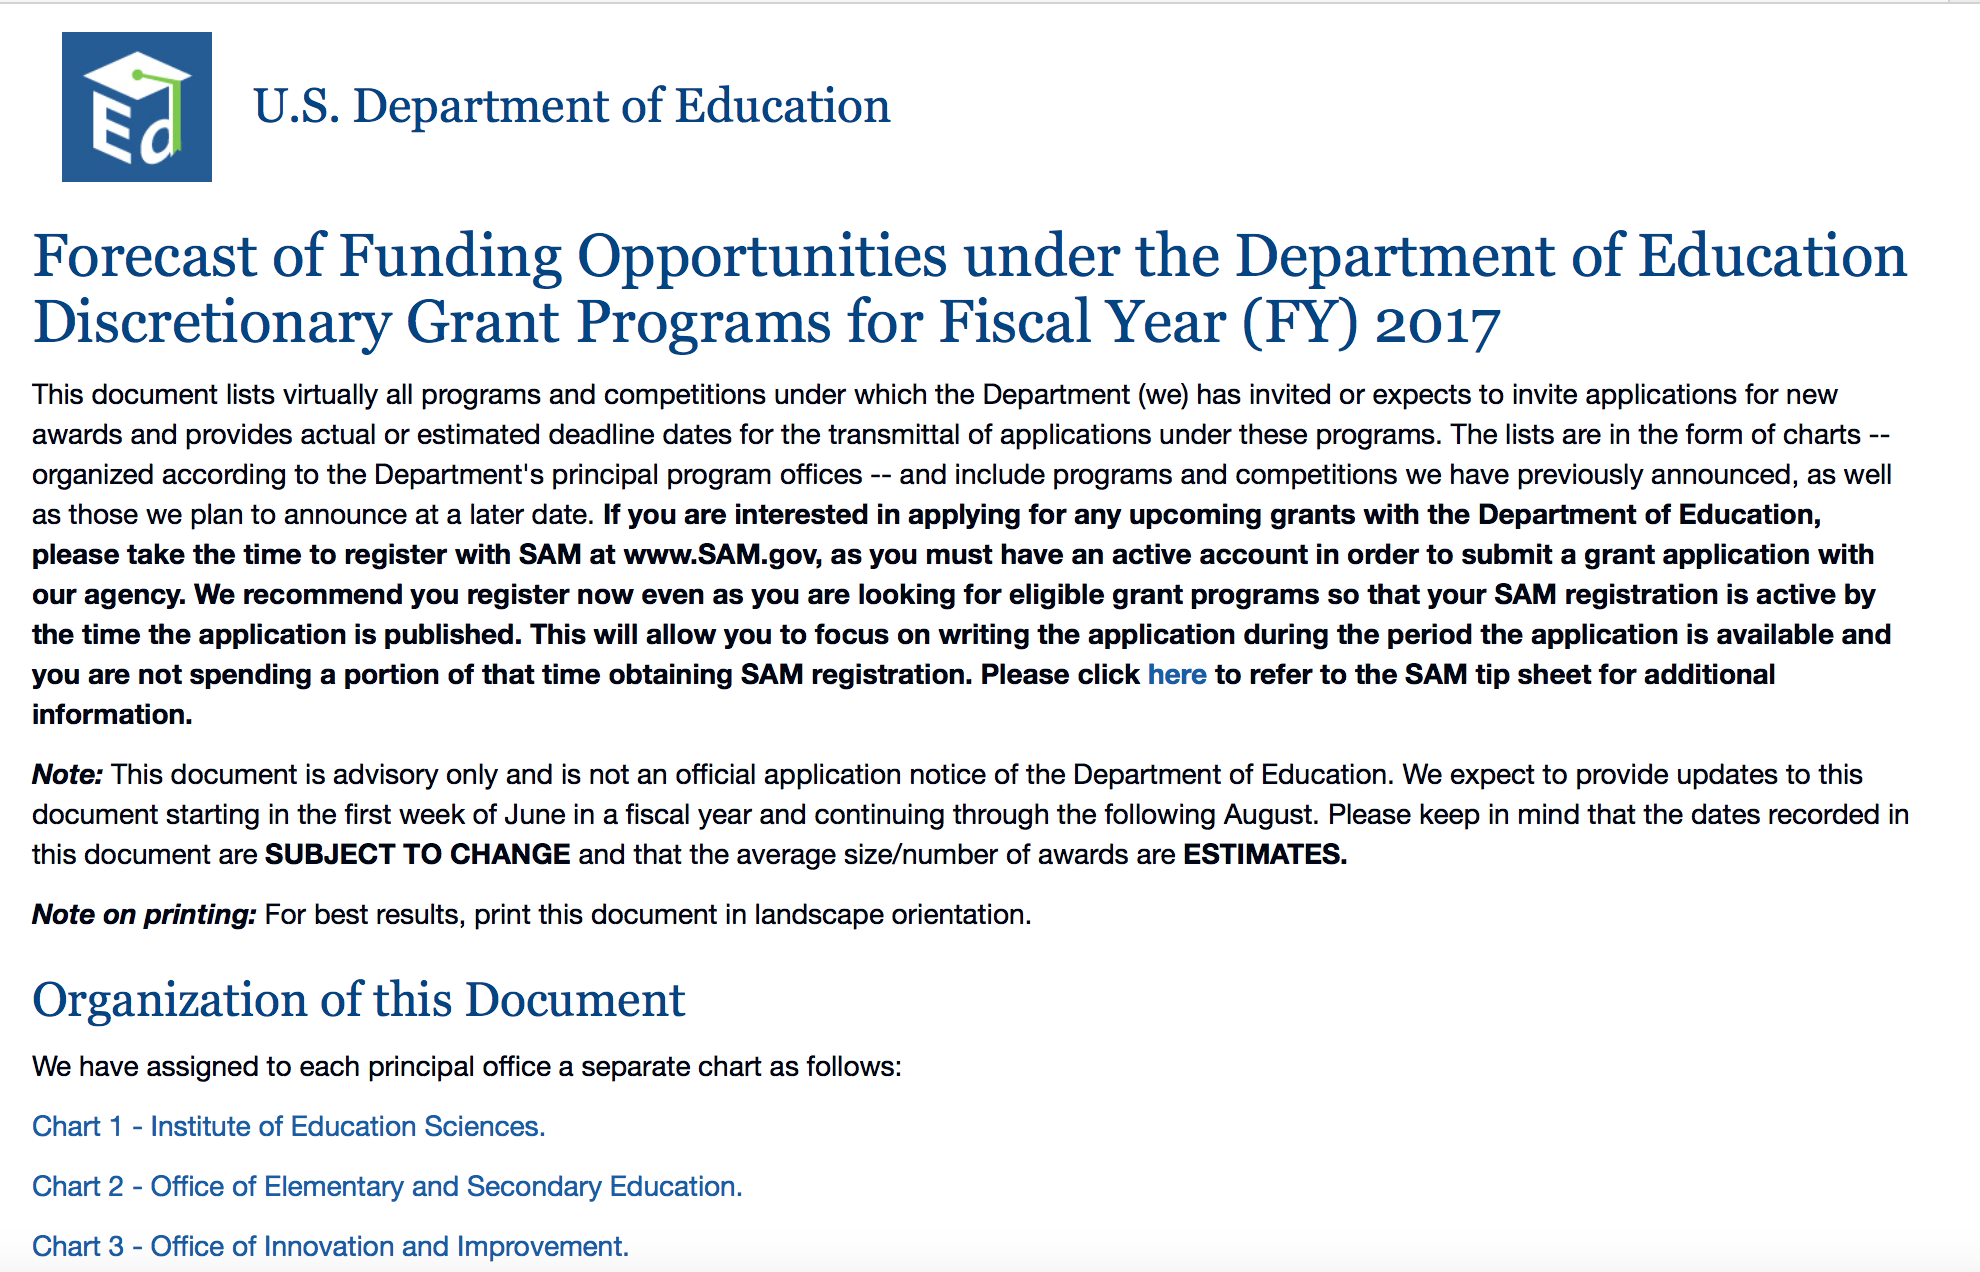 Ed
U.S. Department of Education
Forecast of Funding Opportunities under the Department of Education
Discretionary Grant Programs for Fiscal Year (FY) 2017
This document lists virtually all programs and competitions under which the Department (we) has invited or expects to invite applications for new
awards and provides actual or estimated deadline dates for the transmittal of applications under these programs. The lists are in the form of charts --
organized according to the Department's principal program offices -- and include programs and competitions we have previously announced, as well
as those we plan to announce at a later date. If you are interested in applying for any upcoming grants with the Department of Education,
please take the time to register with SAM at www.SAM.gov, as you must have an active account in order to submit a grant application with
our agency. We recommend you register now even as you are looking for eligible grant programs so that your SAM registration is active by
the time the application is published. This will allow you to focus on writing the application during the period the application is available and
you are not spending a portion of that time obtaining SAM registration. Please click here to refer to the SAM tip sheet for additional
information.
Note: This document is advisory only and is not an official application notice of the Department of Education. We expect to provide updates to this
document starting in the first week of June in a fiscal year and continuing through the following August. Please keep in mind that the dates recorded in
this document are SUBJECT TO CHANGE and that the average size/number of awards are ESTIMATES.
Note on printing: For best results, print this document in landscape orientation.
Organization of this Document
We have assigned to each principal office a separate chart as follows:
Chart 1 - Institute of Education Sciences.
Chart 2 - Office of Elementary and Secondary Education.
Chart 3 - Office of Innovation and Improvement.